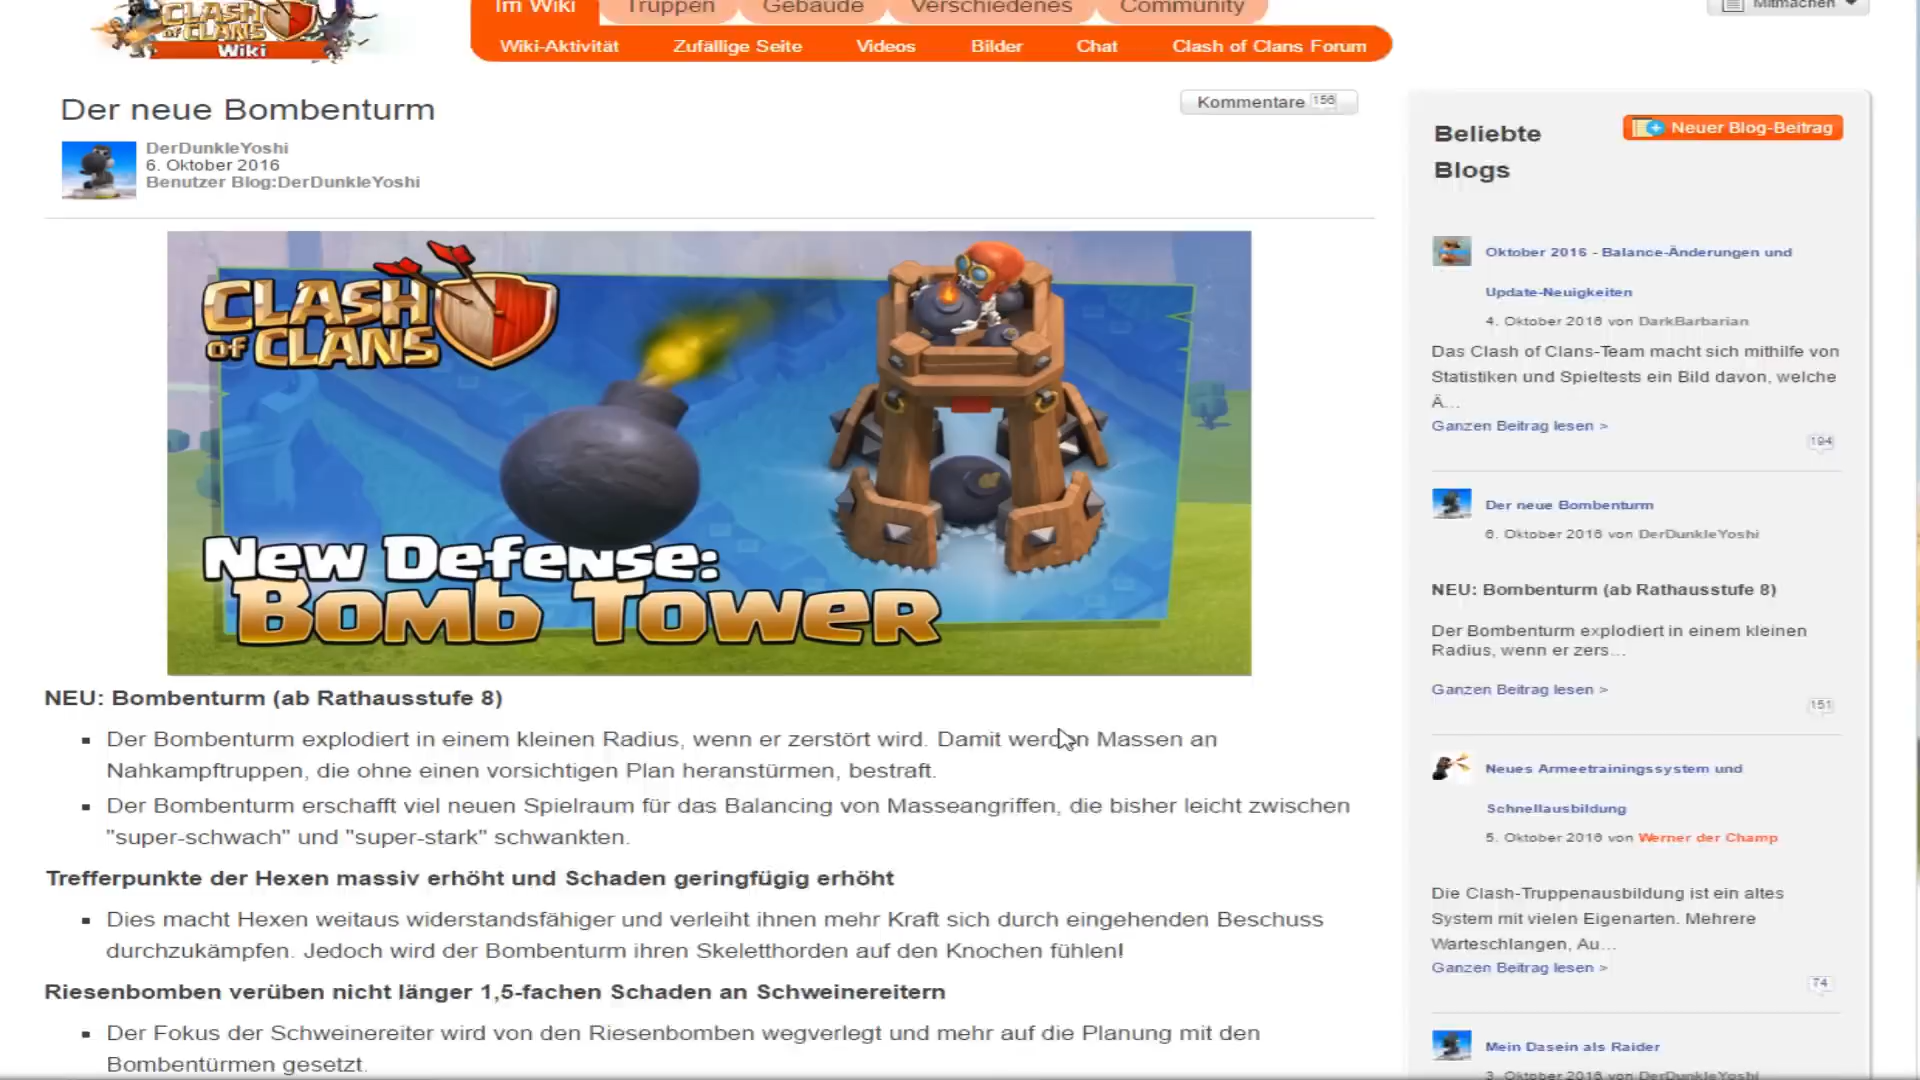 CLASH
OF CLANS
Wiki
Im Wiki
Truppen
Gebäude
Verschiedenes
Community
Mitmachen
Wiki-Aktivität
Zufällige Seite
Videos
Bilder
Chat
Clash of Clans Forum
Der neue Bombenturm
Kommentare 156
DerDunkleYoshi
6. Oktober 2016
Benutzer Blog:DerDunkleYoshi
CLASH
OF CLANS
New Defense:
Bomb Tower
NEU: Bombenturm (ab Rathausstufe 8)
Der Bombenturm explodiert in einem kleinen Radius, wenn er zerstört wird. Damit werden Massen an
Nahkampftruppen, die ohne einen vorsichtigen Plan heranstürmen, bestraft.
Der Bombenturm erschafft viel neuen Spielraum für das Balancing von Masseangriffen, die bisher leicht zwischen
"super-schwach" und "super-stark" schwankten.
Trefferpunkte der Hexen massiv erhöht und Schaden geringfügig erhöht
Dies macht Hexen weitaus widerstandsfähiger und verleiht ihnen mehr Kraft sich durch eingehenden Beschuss
durchzukämpfen. Jedoch wird der Bombenturm ihren Skeletthorden auf den Knochen fühlen!
Riesenbomben verüben nicht länger 1,5-fachen Schaden an Schweinereitern
Der Fokus der Schweinereiter wird von den Riesenbomben wegverlegt und mehr auf die Planung mit den
Bombentürmen gesetzt.
Beliebte
Blogs
Neuer Blog-Beitrag
Oktober 2016 - Balance-Änderungen und
Update-Neuigkeiten
4. Oktober 2016 von DarkBarbarian
Das Clash of Clans-Team macht sich mithilfe von
Statistiken und Spieltests ein Bild davon, welche
Ä...
Ganzen Beitrag lesen >
194
Der neue Bombenturm
6. Oktober 2016 von DerDunkleYoshi
NEU: Bombenturm (ab Rathausstufe 8)
Der Bombenturm explodiert in einem kleinen
Radius, wenn er zers...
Ganzen Beitrag lesen >
151
Neues Armeetrainingssystem und
Schnellausbildung
5. Oktober 2016 von Werner der Champ
Die Clash-Truppenausbildung ist ein altes
System mit vielen Eigenarten. Mehrere
Warteschlangen, Au...
Ganzen Beitrag lesen >
74
Mein Dasein als Raider
3. Oktober 2016 von DerDunkleYoshi